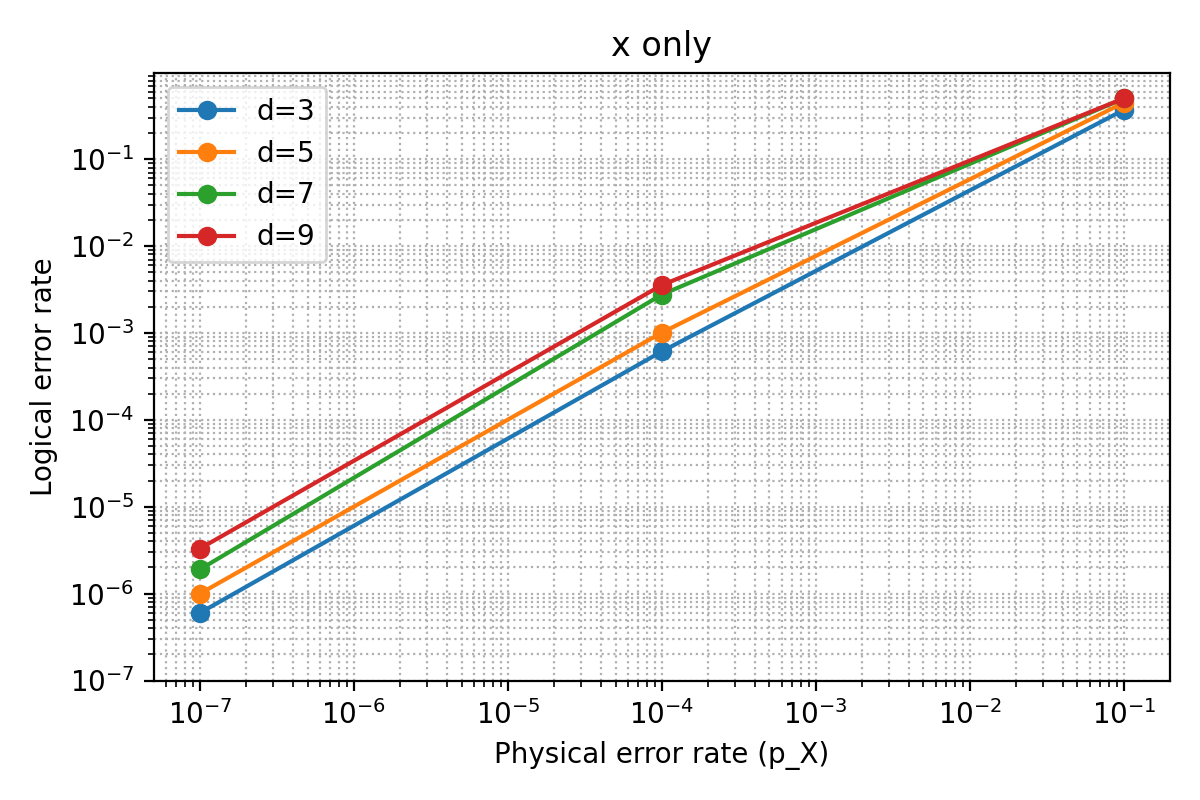 x only
d=3
d=5
d=7
d=9
Logical error rate
10⁻¹
10⁻²
10⁻³
10⁻⁴
10⁻⁵
10⁻⁶
10⁻⁷
10⁻⁷ 10⁻⁶ 10⁻⁵ 10⁻⁴ 10⁻³ 10⁻² 10⁻¹
Physical error rate (p_X)